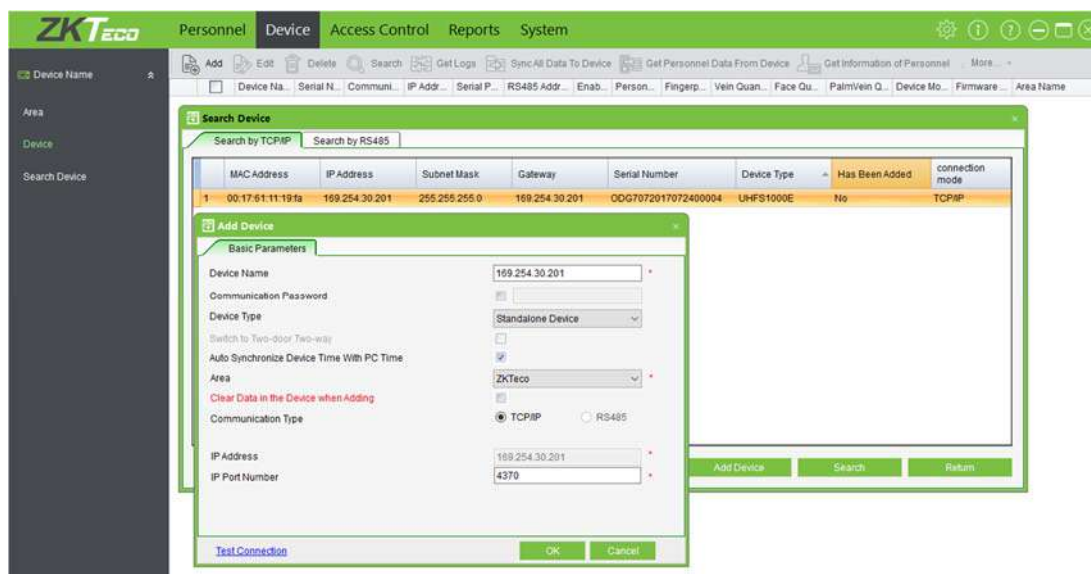 ZKTeco Personnel Device Access Control Reports System
Add Edit Delete Search Get Logs Sync All Data To Device Get Personnel Data From Device Get Information of Personnel More...
Device Name
Device Na... Serial N... Communi... IP Addr... Serial P... RS485 Addr... Enab... Person... Fingerp... Vein Quan... Face Qu... PalmVein Q... Device Mo... Firmware ... Area Name
Area
Device
Search Device
Search Device
Search by TCP/IP Search by RS485
MAC Address IP Address Subnet Mask Gateway Serial Number Device Type Has Been Added connection mode
1 00:17:61:11:19:fa 169.254.30.201 255.255.255.0 169.254.30.201 ODG7072017072400004 UHFS1000E No TCP/IP
Add Device
Basic Parameters
Device Name 169.254.30.201 *
Communication Password
Device Type Standalone Device
Switch to Two-door Two-way
Auto Synchronize Device Time With PC Time
Area ZKTeco *
Clear Data in the Device when Adding
Communication Type TCP/IP RS485
IP Address 169.254.30.201 *
IP Port Number 4370 *
Add Device Search Return
Test Connection OK Cancel